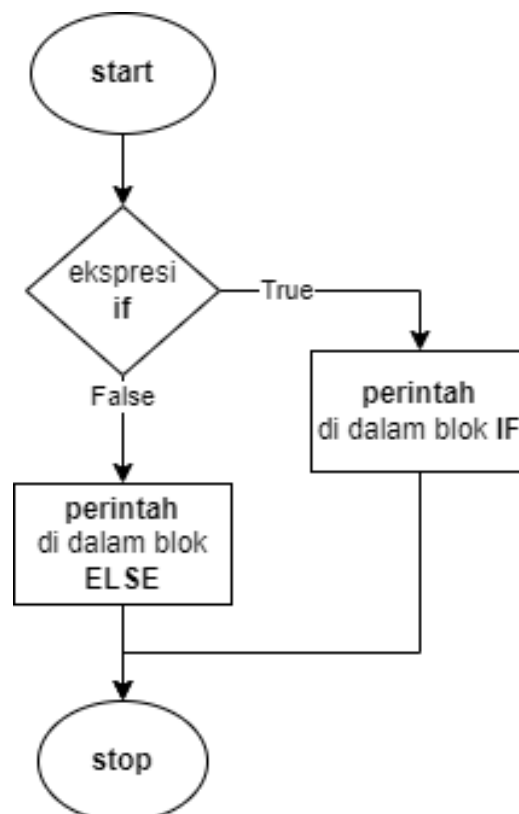 start
ekspresi
if
True
perintah
di dalam blok IF
False
perintah
di dalam blok
ELSE
stop